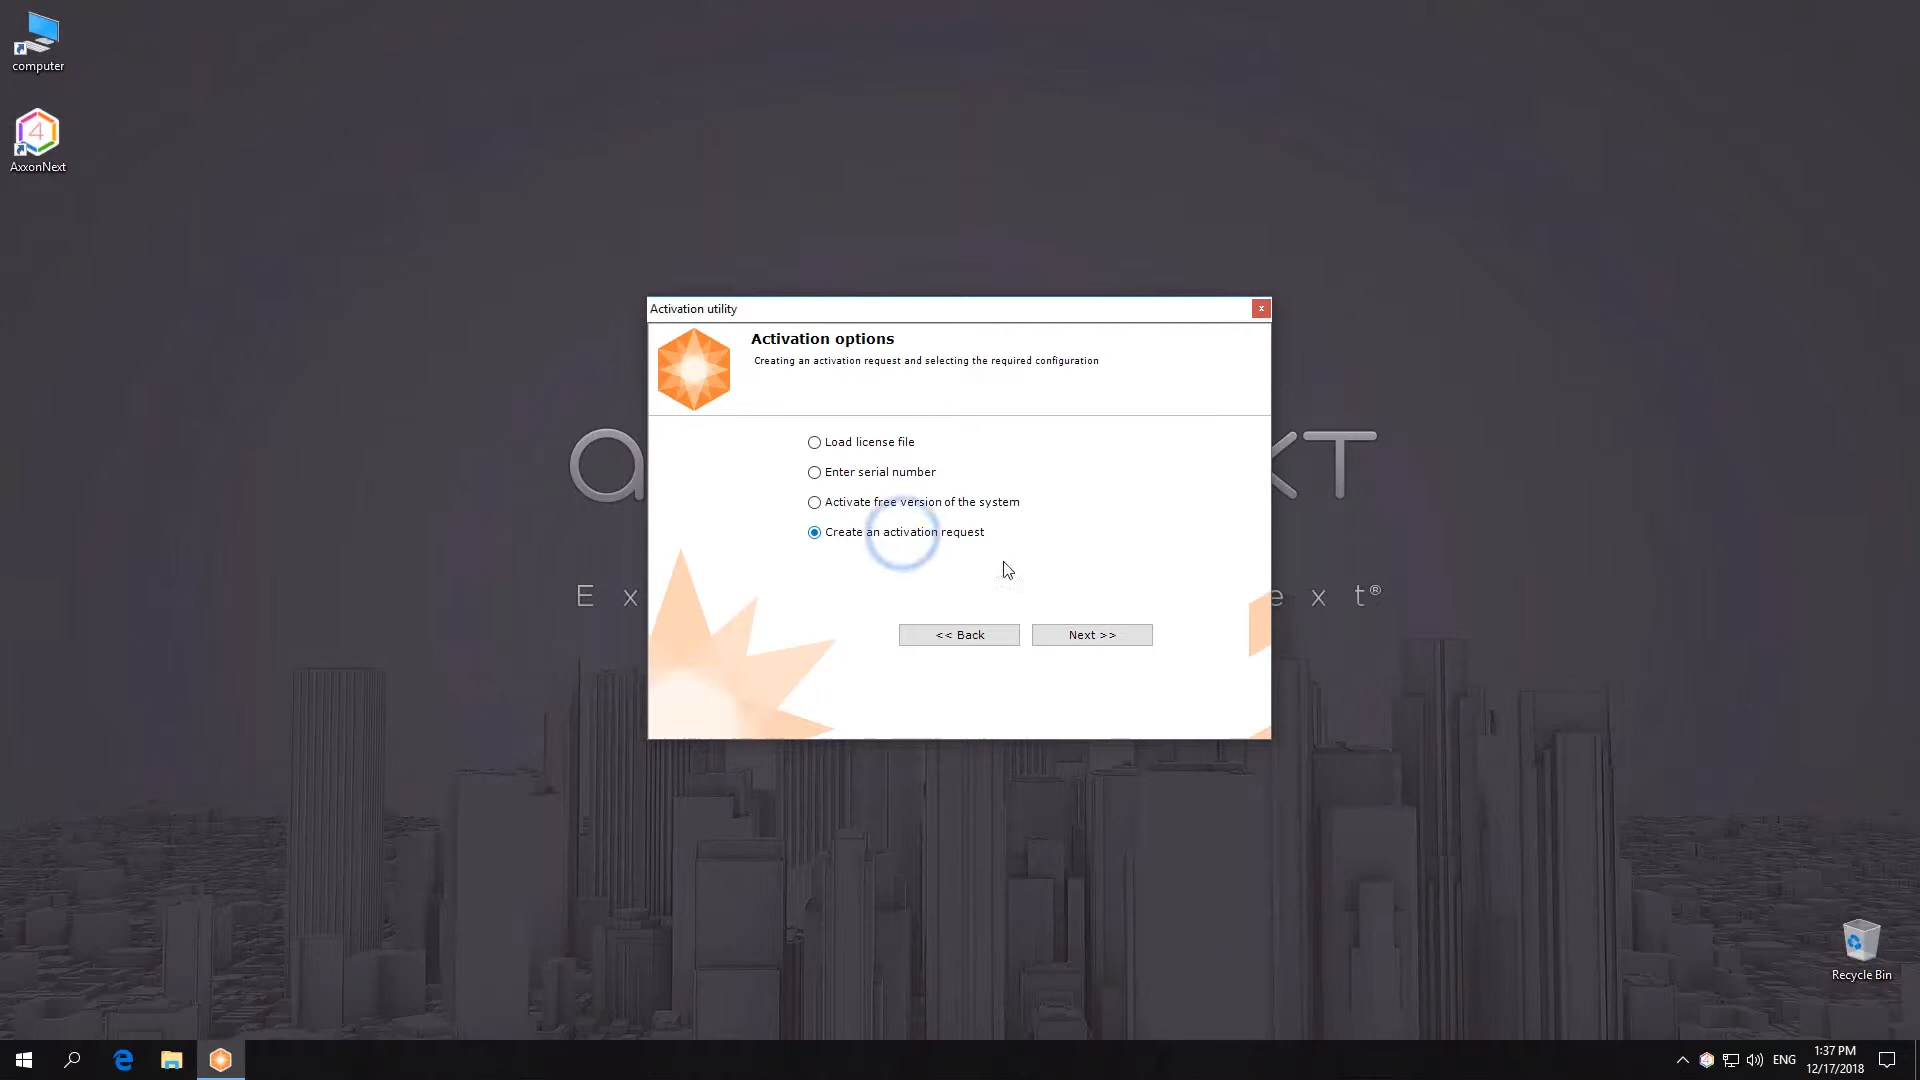 computer
AxxonNext
Activation utility
Activation options
Creating an activation request and selecting the required configuration
Load license file
Enter serial number
Activate free version of the system
Create an activation request
<< Back
Next >>
Recycle Bin
ENG
1:37 PM
12/17/2018